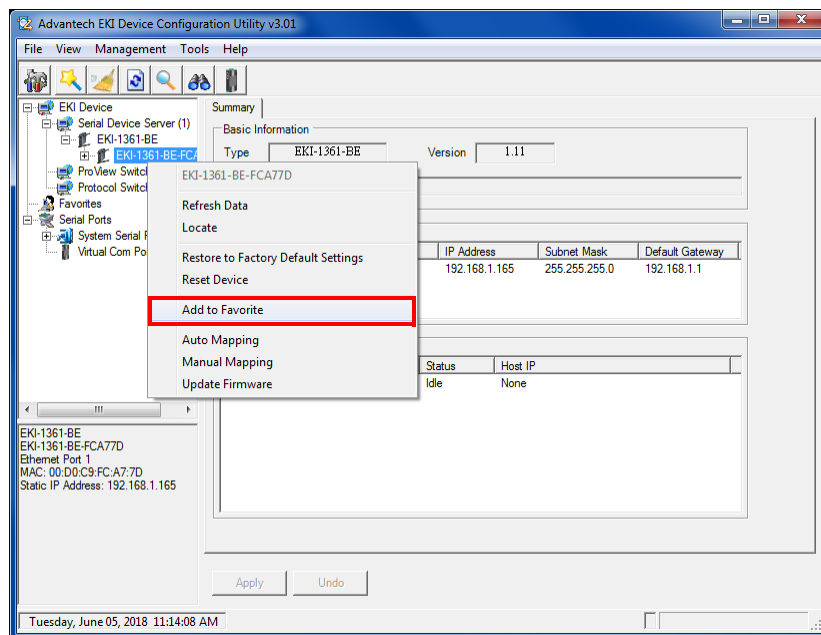 Advantech EKI Device Configuration Utility v3.01
File View Management Tools Help
EKI Device
Serial Device Server (1)
EKI-1361-BE
EKI-1361-BE-FCA
ProView Switc
Protocol Switc
Favorites
Serial Ports
System Serial P
Virtual Com Po
Summary
Basic Information
Type EKI-1361-BE Version 1.11
EKI-1361-BE-FCA77D
Refresh Data
Locate
Restore to Factory Default Settings
Reset Device
Add to Favorite
Auto Mapping
Manual Mapping
Update Firmware
IP Address Subnet Mask Default Gateway
192.168.1.165 255.255.255.0 192.168.1.1
Status Host IP
Idle None
EKI-1361-BE
EKI-1361-BE-FCA77D
Ethernet Port 1
MAC: 00:D0:C9:FC:A7:7D
Static IP Address: 192.168.1.165
Apply Undo
Tuesday, June 05, 2018 11:14:08 AM